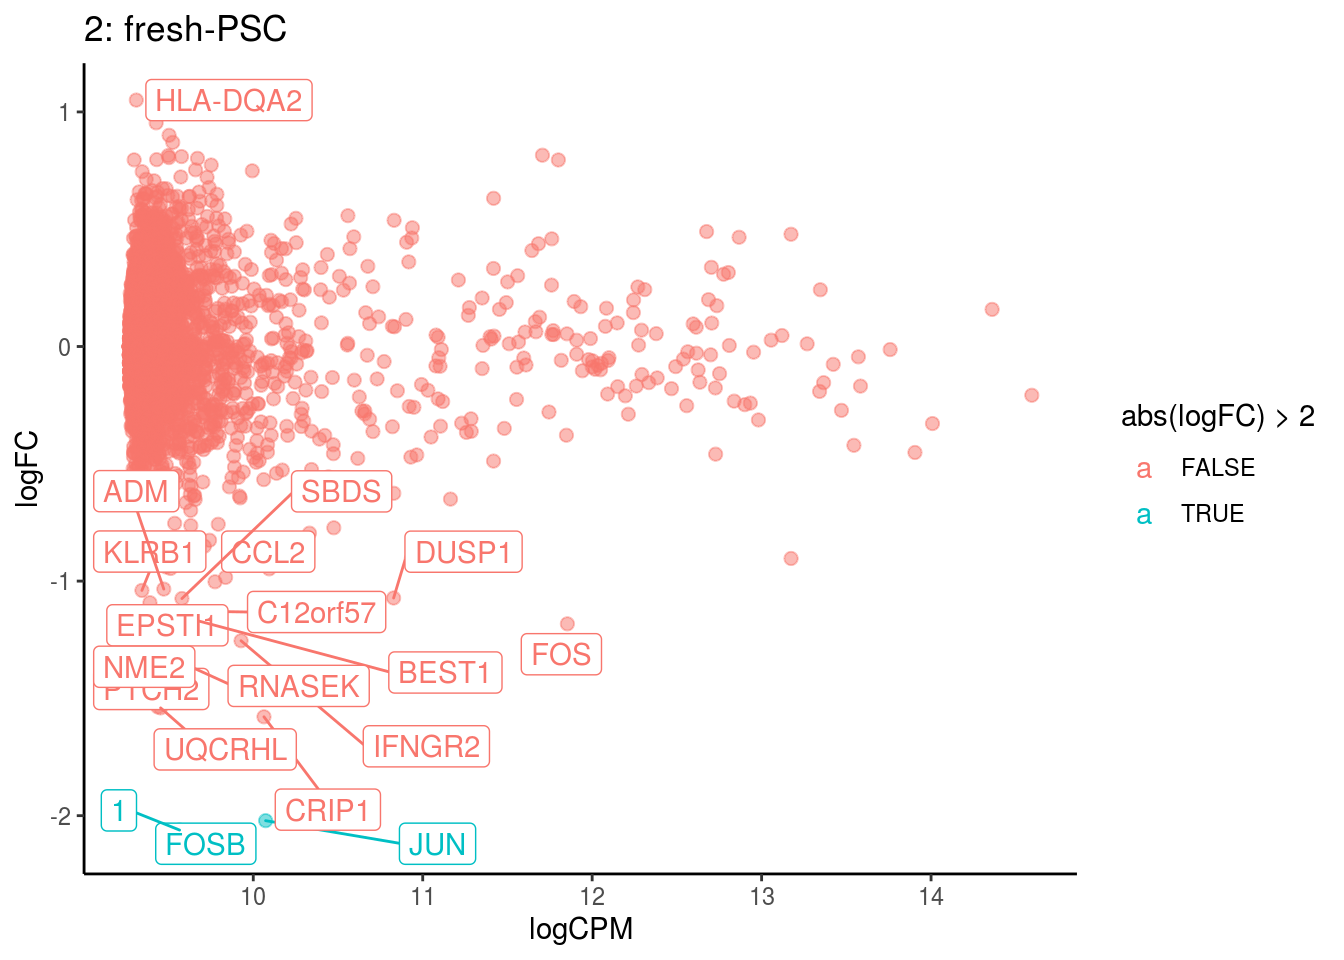 2: fresh-PSC
HLA-DQA2
1
0
-1
-2
logFC
ADM
SBDS
KLRB1
CCL2
DUSP1
C12orf57
EPSTI1
FOS
NME2
BEST1
RNASEK
PTCH2
UQCRHL
IFNGR2
1
CRIP1
FOSB
JUN
10 11 12 13 14
logCPM
abs(logFC) > 2
a FALSE
a TRUE